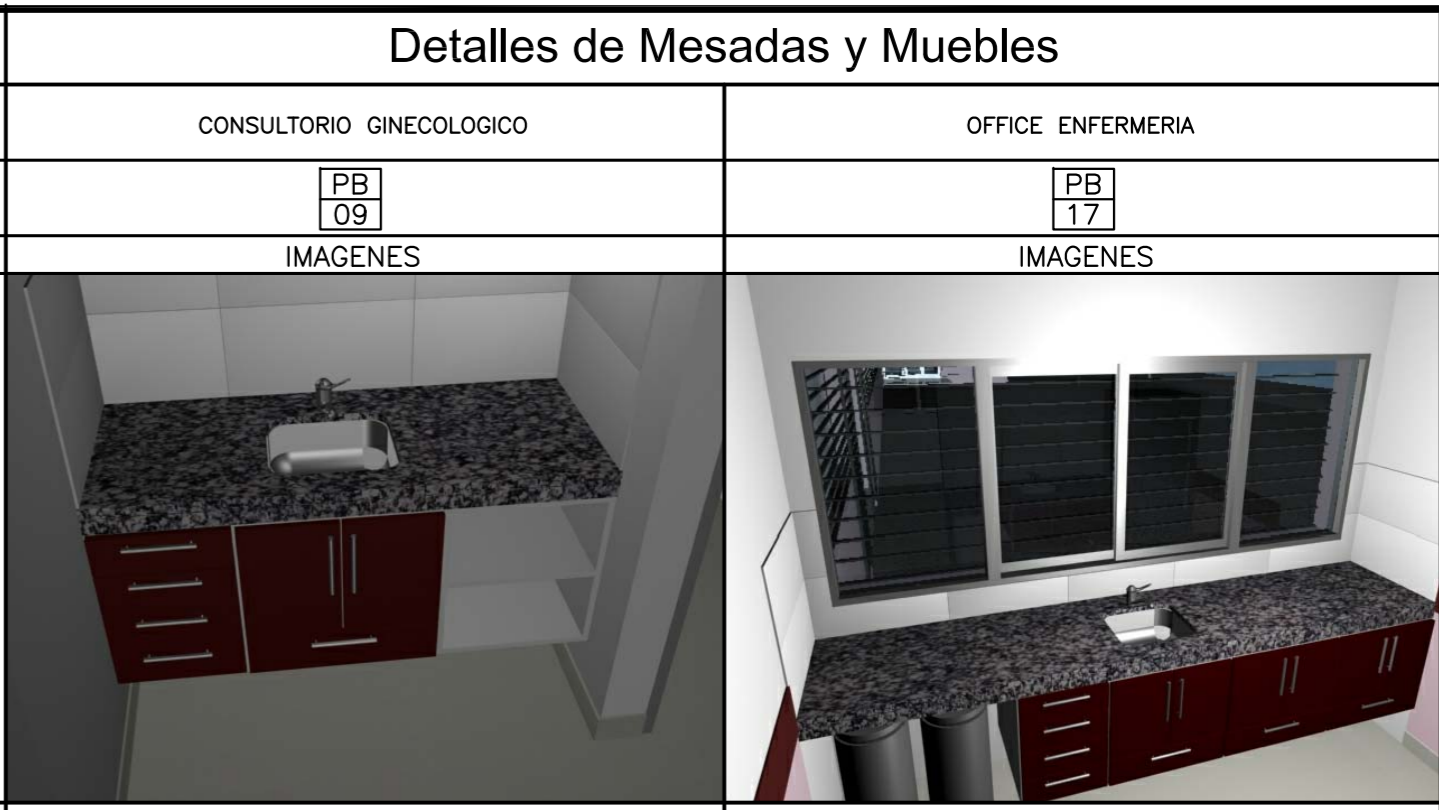 Detalles de Mesadas y Muebles
CONSULTORIO GINECOLOGICO
OFFICE ENFERMERIA
PB
09
PB
17
IMAGENES
IMAGENES